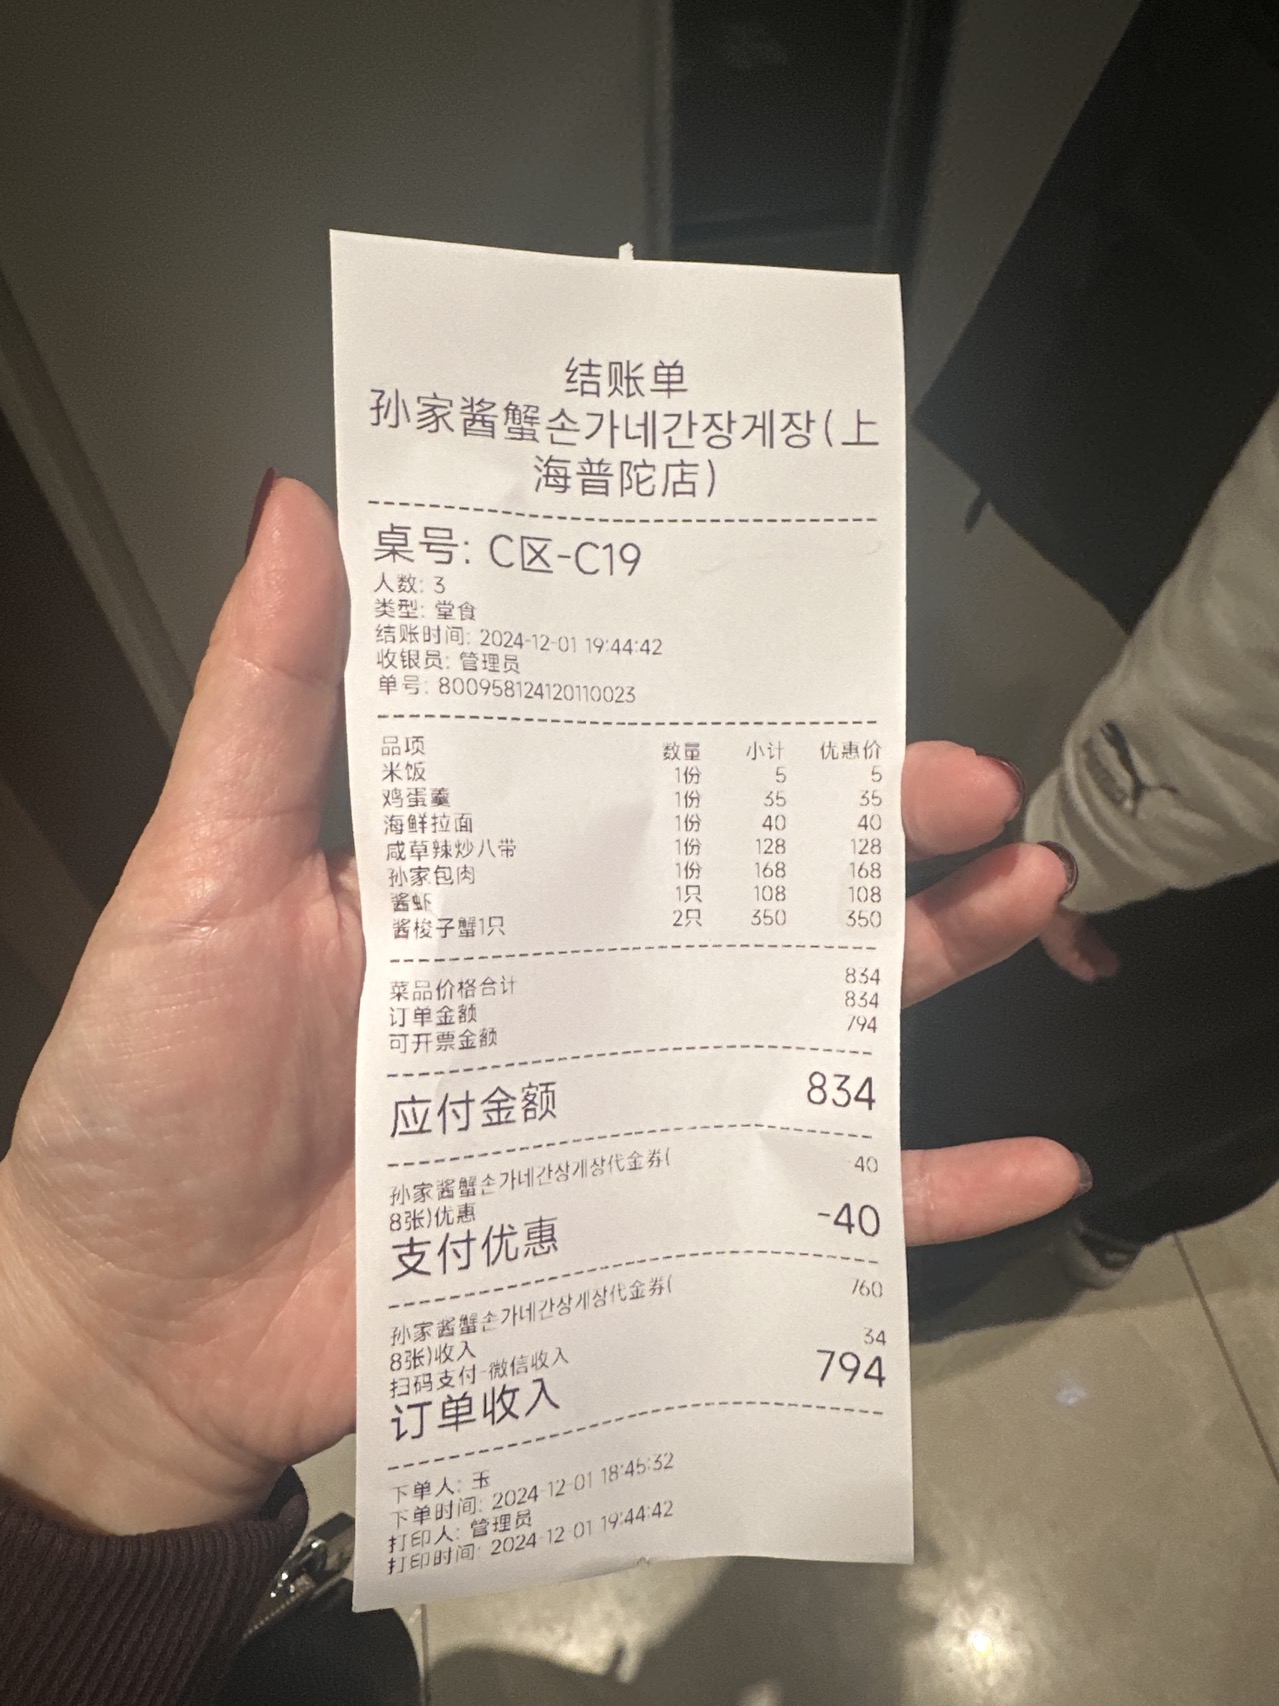 结账单
孙家酱蟹손가네간장게장(上
海普陀店)
桌号: C区-C19
人数: 3
类型: 堂食
结账时间: 2024-12-01 19:44:42
收银员: 管理员
单号: 800958124120110023
品项 数量 小计 优惠价
米饭 1份 5 5
鸡蛋羹 1份 35 35
海鲜拉面 1份 40 40
咸草辣炒八带 1份 128 128
孙家包肉 1份 168 168
酱虾 1只 108 108
酱梭子蟹1只 2只 350 350
菜品价格合计 834
订单金额 834
可开票金额 794
应付金额 834
孙家酱蟹손가네간장게장代金券( -40
8张)优惠
支付优惠 -40
孙家酱蟹손가네간장게장代金券( 760
8张)收入
扫码支付-微信收入 34
订单收入 794
下单人: 玉
下单时间: 2024-12-01 18:45:32
打印人: 管理员
打印时间: 2024-12-01 19:44:42